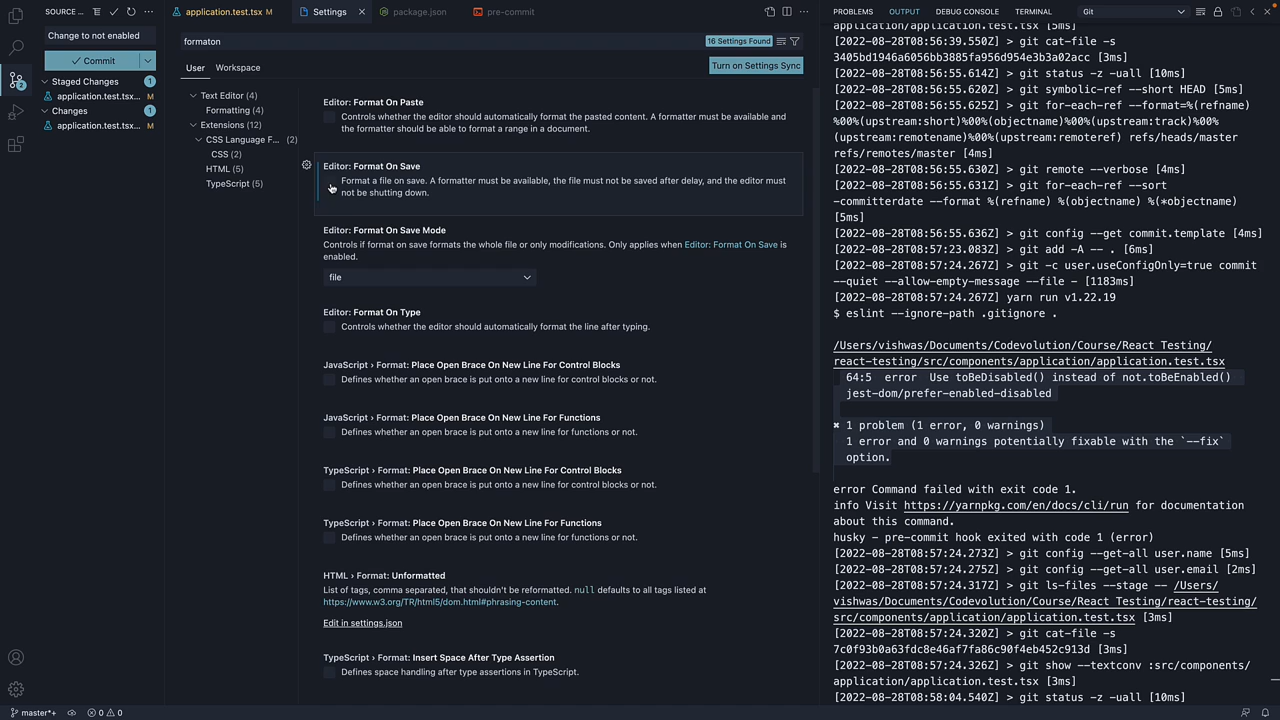 SOURCE ...
Change to not enabled
Commit
Staged Changes 1
application.test.tsx... M
Changes 1
application.test.tsx... M
2
application.test.tsx M
Settings
package.json
pre-commit
formaton
16 Settings Found
User
Workspace
Turn on Settings Sync
Text Editor (4)
Formatting (4)
Extensions (12)
CSS Language F... (2)
CSS (2)
HTML (5)
TypeScript (5)
Editor: Format On Paste
Controls whether the editor should automatically format the pasted content. A formatter must be available and
the formatter should be able to format a range in a document.
Editor: Format On Save
Format a file on save. A formatter must be available, the file must not be saved after delay, and the editor must
not be shutting down.
Editor: Format On Save Mode
Controls if format on save formats the whole file or only modifications. Only applies when Editor: Format On Save is
enabled.
file
Editor: Format On Type
Controls whether the editor should automatically format the line after typing.
JavaScript › Format: Place Open Brace On New Line For Control Blocks
Defines whether an open brace is put onto a new line for control blocks or not.
JavaScript › Format: Place Open Brace On New Line For Functions
Defines whether an open brace is put onto a new line for functions or not.
TypeScript › Format: Place Open Brace On New Line For Control Blocks
Defines whether an open brace is put onto a new line for control blocks or not.
TypeScript › Format: Place Open Brace On New Line For Functions
Defines whether an open brace is put onto a new line for functions or not.
HTML › Format: Unformatted
List of tags, comma separated, that shouldn't be reformatted. null defaults to all tags listed at
https://www.w3.org/TR/html5/dom.html#phrasing-content.
Edit in settings.json
TypeScript › Format: Insert Space After Type Assertion
Defines space handling after type assertions in TypeScript.
PROBLEMS
OUTPUT
DEBUG CONSOLE
TERMINAL
Git
application.test.tsx [5ms]
[2022-08-28T08:56:39.550Z] > git cat-file -s
3405bd1946a6056bb3885fa956d954e3b3a02acc [3ms]
[2022-08-28T08:56:55.614Z] > git status -z -uall [10ms]
[2022-08-28T08:56:55.620Z] > git symbolic-ref --short HEAD [5ms]
[2022-08-28T08:56:55.625Z] > git for-each-ref --format=%(refname)
%00%(upstream:short)%00%(objectname)%00%(upstream:track)%00%
(upstream:remotename)%00%(upstream:remoteref) refs/heads/master
refs/remotes/master [4ms]
[2022-08-28T08:56:55.630Z] > git remote --verbose [4ms]
[2022-08-28T08:56:55.631Z] > git for-each-ref --sort
-committerdate --format %(refname) %(objectname) %(*objectname)
[5ms]
[2022-08-28T08:56:55.636Z] > git config --get commit.template [4ms]
[2022-08-28T08:57:23.083Z] > git add -A -- . [6ms]
[2022-08-28T08:57:24.267Z] > git -c user.useConfigOnly=true commit
--quiet --allow-empty-message --file - [1183ms]
[2022-08-28T08:57:24.267Z] yarn run v1.22.19
$ eslint --ignore-path .gitignore .
/Users/vishwas/Documents/Codevolution/Course/React Testing/
react-testing/src/components/application/application.test.tsx
64:5 error Use toBeDisabled() instead of not.toBeEnabled()
jest-dom/prefer-enabled-disabled
✖ 1 problem (1 error, 0 warnings)
1 error and 0 warnings potentially fixable with the `--fix`
option.
error Command failed with exit code 1.
info Visit https://yarnpkg.com/en/docs/cli/run for documentation
about this command.
husky - pre-commit hook exited with code 1 (error)
[2022-08-28T08:57:24.273Z] > git config --get-all user.name [5ms]
[2022-08-28T08:57:24.273Z] > git config --get-all user.email [2ms]
[2022-08-28T08:57:24.317Z] > git ls-files --stage -- /Users/
vishwas/Documents/Codevolution/Course/React Testing/react-testing/
src/components/application/application.test.tsx [3ms]
[2022-08-28T08:57:24.320Z] > git cat-file -s
7c0f93b0a63fdc8e46af7fa86c90f4eb452c913d [3ms]
[2022-08-28T08:57:24.326Z] > git show --textconv :src/components/
application/application.test.tsx [3ms]
[2022-08-28T08:58:04.540Z] > git status -z -uall [10ms]
master*+
0 0